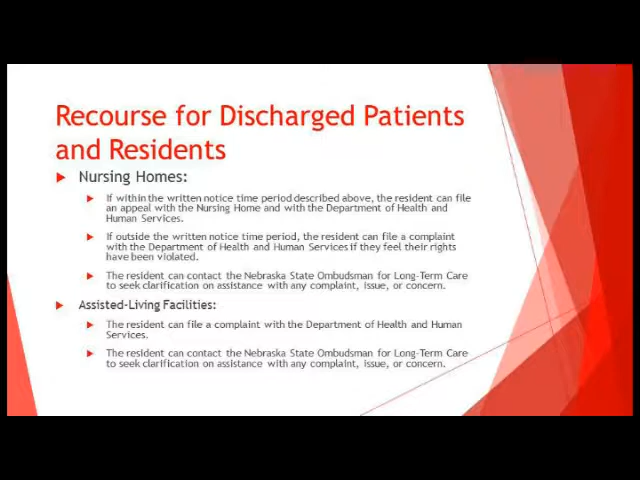 Recourse for Discharged Patients
and Residents
Nursing Homes:
If within the written notice time period described above, the resident can file
an appeal with the Nursing Home and with the Department of Health and
Human Services.
If outside the written notice time period, the resident can file a complaint
with the Department of Health and Human Services if they feel their rights
have been violated.
The resident can contact the Nebraska State Ombudsman for Long-Term Care
to seek clarification on assistance with any complaint, issue, or concern.
Assisted-Living Facilities:
The resident can file a complaint with the Department of Health and Human
Services.
The resident can contact the Nebraska State Ombudsman for Long-Term Care
to seek clarification on assistance with any complaint, issue, or concern.